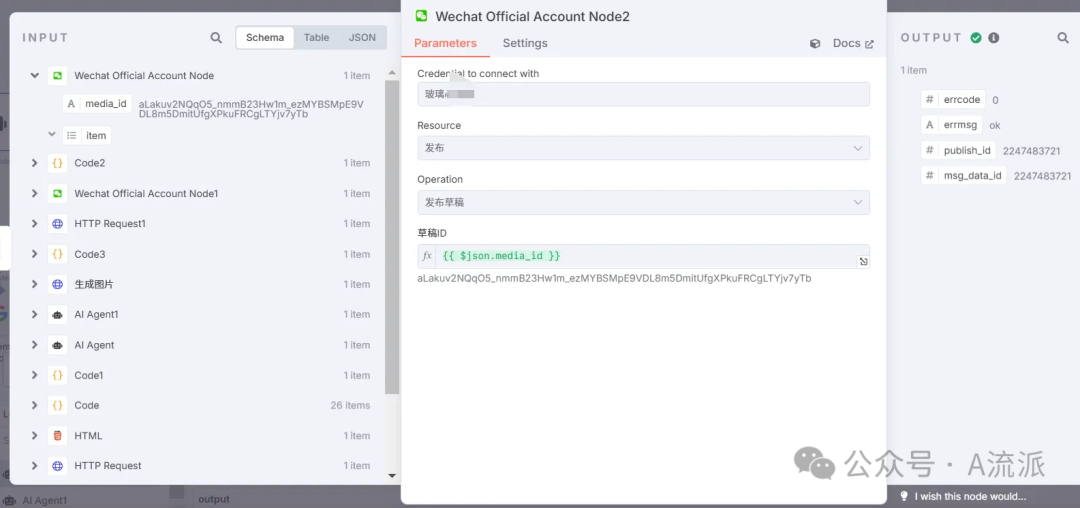 INPUT
Schema
Table
JSON
Wechat Official Account Node
1 item
A
media_id
aLakuv2NQqO5_nmmB23Hw1m_ezMYBSMpE9V
DL8m5DmitUfgXPkuFRCgLTYjv7yTb
item
Code2
1 item
Wechat Official Account Node1
1 item
HTTP Request1
1 item
Code3
1 item
生成图片
1 item
AI Agent1
1 item
AI Agent
1 item
Code1
1 item
Code
26 items
HTML
1 item
HTTP Request
1 item
AI Agent1
output
Wechat Official Account Node2
Parameters
Settings
Docs
Credential to connect with
玻璃
Resource
发布
Operation
发布草稿
草稿ID
fx
{{ $json.media_id }}
aLakuv2NQqO5_nmmB23Hw1m_ezMYBSMpE9VDL8m5DmitUfgXPkuFRCgLTYjv7yTb
OUTPUT
1 item
# errcode 0
A errmsg ok
# publish_id 2247483721
# msg_data_id 2247483721
公众号 · A流派
I wish this node would...